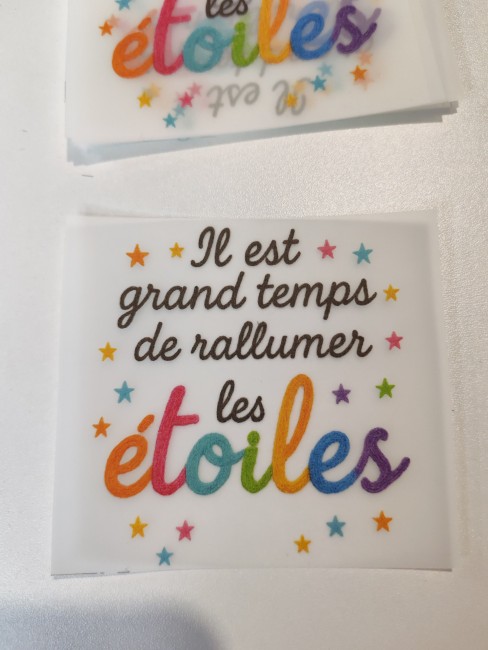 les
étoiles
Il est
Il est
grand temps
de rallumer
les
étoiles